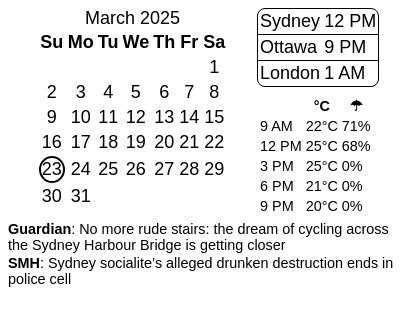 March 2025
Su Mo Tu We Th Fr Sa
1
2 3 4 5 6 7 8
9 10 11 12 13 14 15
16 17 18 19 20 21 22
23 24 25 26 27 28 29
30 31
Sydney 12 PM
Ottawa 9 PM
London 1 AM
°C ☂
9 AM 22°C 71%
12 PM 25°C 68%
3 PM 25°C 0%
6 PM 21°C 0%
9 PM 20°C 0%
Guardian: No more rude stairs: the dream of cycling across
the Sydney Harbour Bridge is getting closer
SMH: Sydney socialite’s alleged drunken destruction ends in
police cell